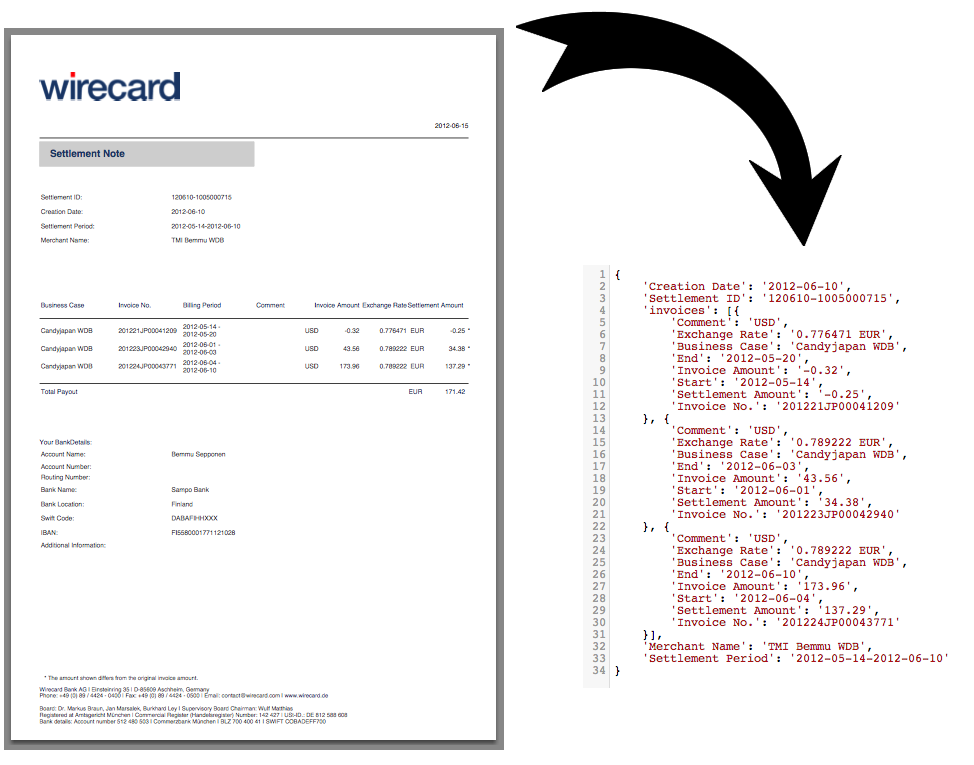 wirecard
2012-06-15
Settlement Note
Settlement ID: 120610-1005000715
Creation Date: 2012-06-10
Settlement Period: 2012-05-14-2012-06-10
Merchant Name: TMI Bemmu WDB
Business Case Invoice No. Billing Period Comment Invoice Amount Exchange Rate Settlement Amount
Candyjapan WDB 201221JP00041209 2012-05-14 - USD -0.32 0.776471 EUR -0.25 *
2012-05-20
Candyjapan WDB 201223JP00042940 2012-06-01 - USD 43.56 0.789222 EUR 34.38 *
2012-06-03
Candyjapan WDB 201224JP00043771 2012-06-04 - USD 173.96 0.789222 EUR 137.29 *
2012-06-10
Total Payout EUR 171.42
Your BankDetails:
Account Name: Bemmu Sepponen
Account Number:
Routing Number:
Bank Name: Sampo Bank
Bank Location: Finland
Swift Code: DABAFIHHXXX
IBAN: FI5580001771121028
Additional Information:
* The amount shown differs from the original invoice amount.
Wirecard Bank AG I Einsteinring 35 I D-85609 Aschheim, Germany
Phone: +49 (0) 89 / 4424 - 0400 I Fax: +49 (0) 89 / 4424 - 0500 I Email: contact@wirecard.com I www.wirecard.de
Board: Dr. Markus Braun, Jan Marsalek, Burkhard Ley I Supervisory Board Chairman: Wulf Matthias
Registered at Amtsgericht München I Commercial Register (Handelsregister) Number: 142 427 I USt-ID.: DE 812 588 608
Bank details: Account number 512 480 503 I Commerzbank München I BLZ 700 400 41 I SWIFT COBADEFF700
1 {
2 'Creation Date': '2012-06-10',
3 'Settlement ID': '120610-1005000715',
4 'invoices': [{
5 'Comment': 'USD',
6 'Exchange Rate': '0.776471 EUR',
7 'Business Case': 'Candyjapan WDB',
8 'End': '2012-05-20',
9 'Invoice Amount': '-0.32',
10 'Start': '2012-05-14',
11 'Settlement Amount': '-0.25',
12 'Invoice No.': '201221JP00041209'
13 }, {
14 'Comment': 'USD',
15 'Exchange Rate': '0.789222 EUR',
16 'Business Case': 'Candyjapan WDB',
17 'End': '2012-06-03',
18 'Invoice Amount': '43.56',
19 'Start': '2012-06-01',
20 'Settlement Amount': '34.38',
21 'Invoice No.': '201223JP00042940'
22 }, {
23 'Comment': 'USD',
24 'Exchange Rate': '0.789222 EUR',
25 'Business Case': 'Candyjapan WDB',
26 'End': '2012-06-10',
27 'Invoice Amount': '173.96',
28 'Start': '2012-06-04',
29 'Settlement Amount': '137.29',
30 'Invoice No.': '201224JP00043771'
31 }],
32 'Merchant Name': 'TMI Bemmu WDB',
33 'Settlement Period': '2012-05-14-2012-06-10'
34 }